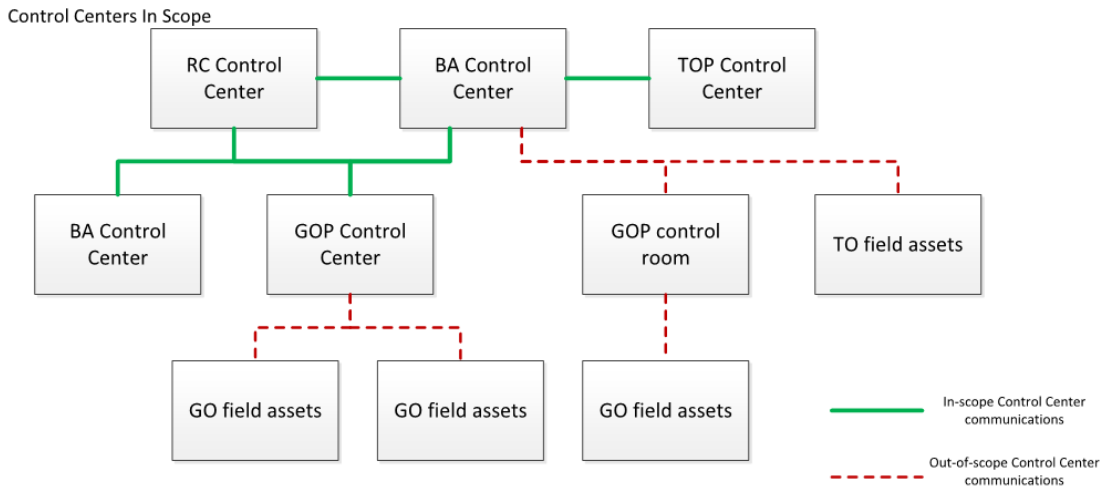 Control Centers In Scope
RC Control
Center
BA Control
Center
TOP Control
Center
BA Control
Center
GOP Control
Center
GOP control
room
TO field assets
GO field assets
GO field assets
GO field assets
In-scope Control Center
communications
Out-of-scope Control Center
communications